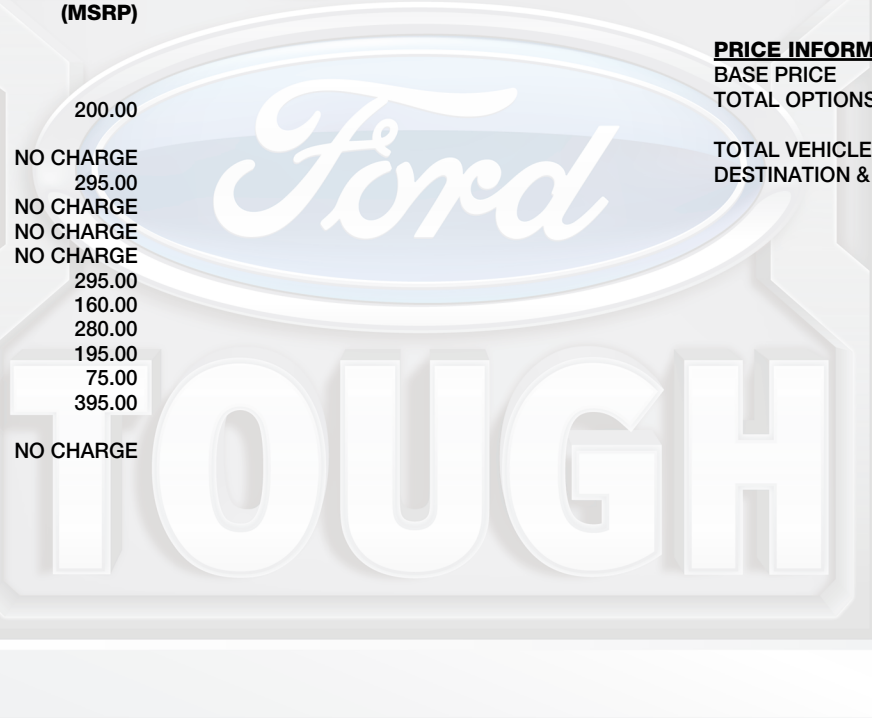 (MSRP)
200.00
NO CHARGE
295.00
NO CHARGE
NO CHARGE
NO CHARGE
295.00
160.00
280.00
195.00
75.00
395.00
NO CHARGE
PRICE INFORM
BASE PRICE
TOTAL OPTIONS
TOTAL VEHICLE
DESTINATION &
Ford
TOUGH